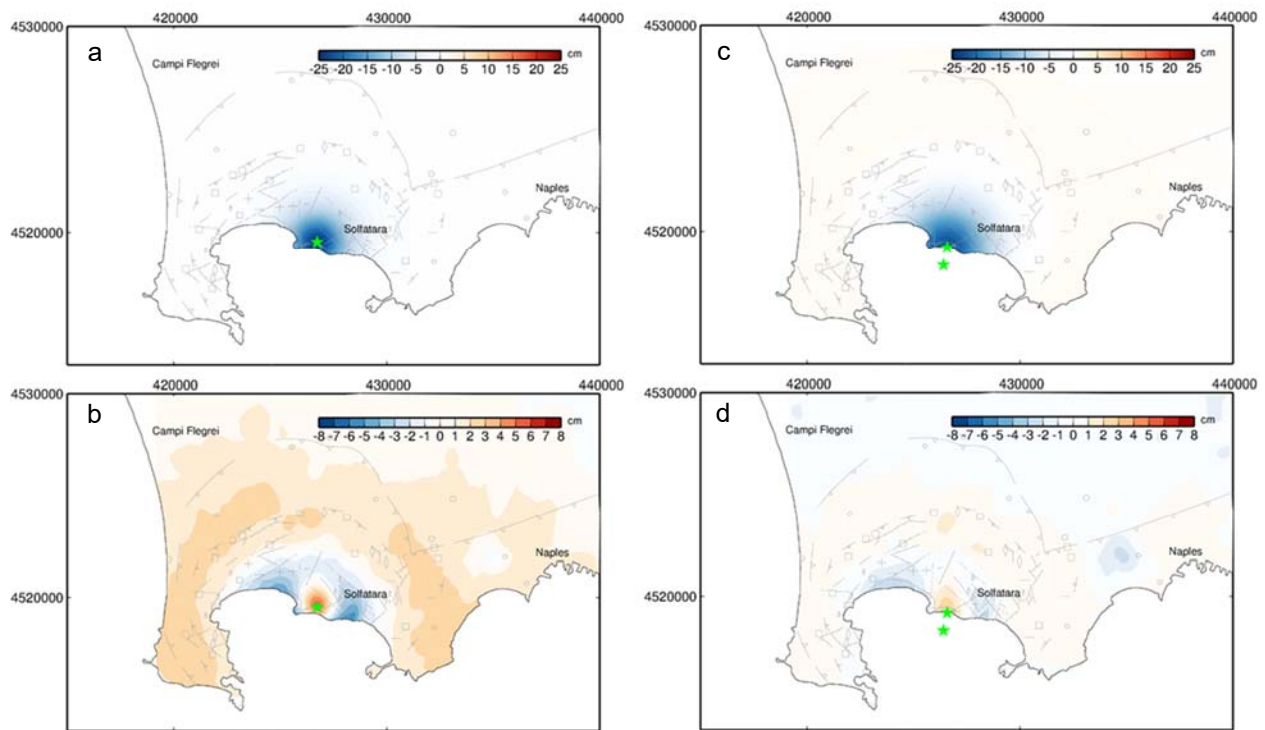 420000 430000 440000
4530000
a
Campi Flegrei
cm
-25 -20 -15 -10 -5 0 5 10 15 20 25
Naples
Solfatara
4520000
420000 430000 440000
4530000
c
Campi Flegrei
cm
-25 -20 -15 -10 -5 0 5 10 15 20 25
Naples
Solfatara
4520000
420000 430000 440000
4530000
b
Campi Flegrei
cm
-8 -7 -6 -5 -4 -3 -2 -1 0 1 2 3 4 5 6 7 8
Naples
Solfatara
4520000
420000 430000 440000
4530000
d
Campi Flegrei
cm
-8 -7 -6 -5 -4 -3 -2 -1 0 1 2 3 4 5 6 7 8
Naples
Solfatara
4520000